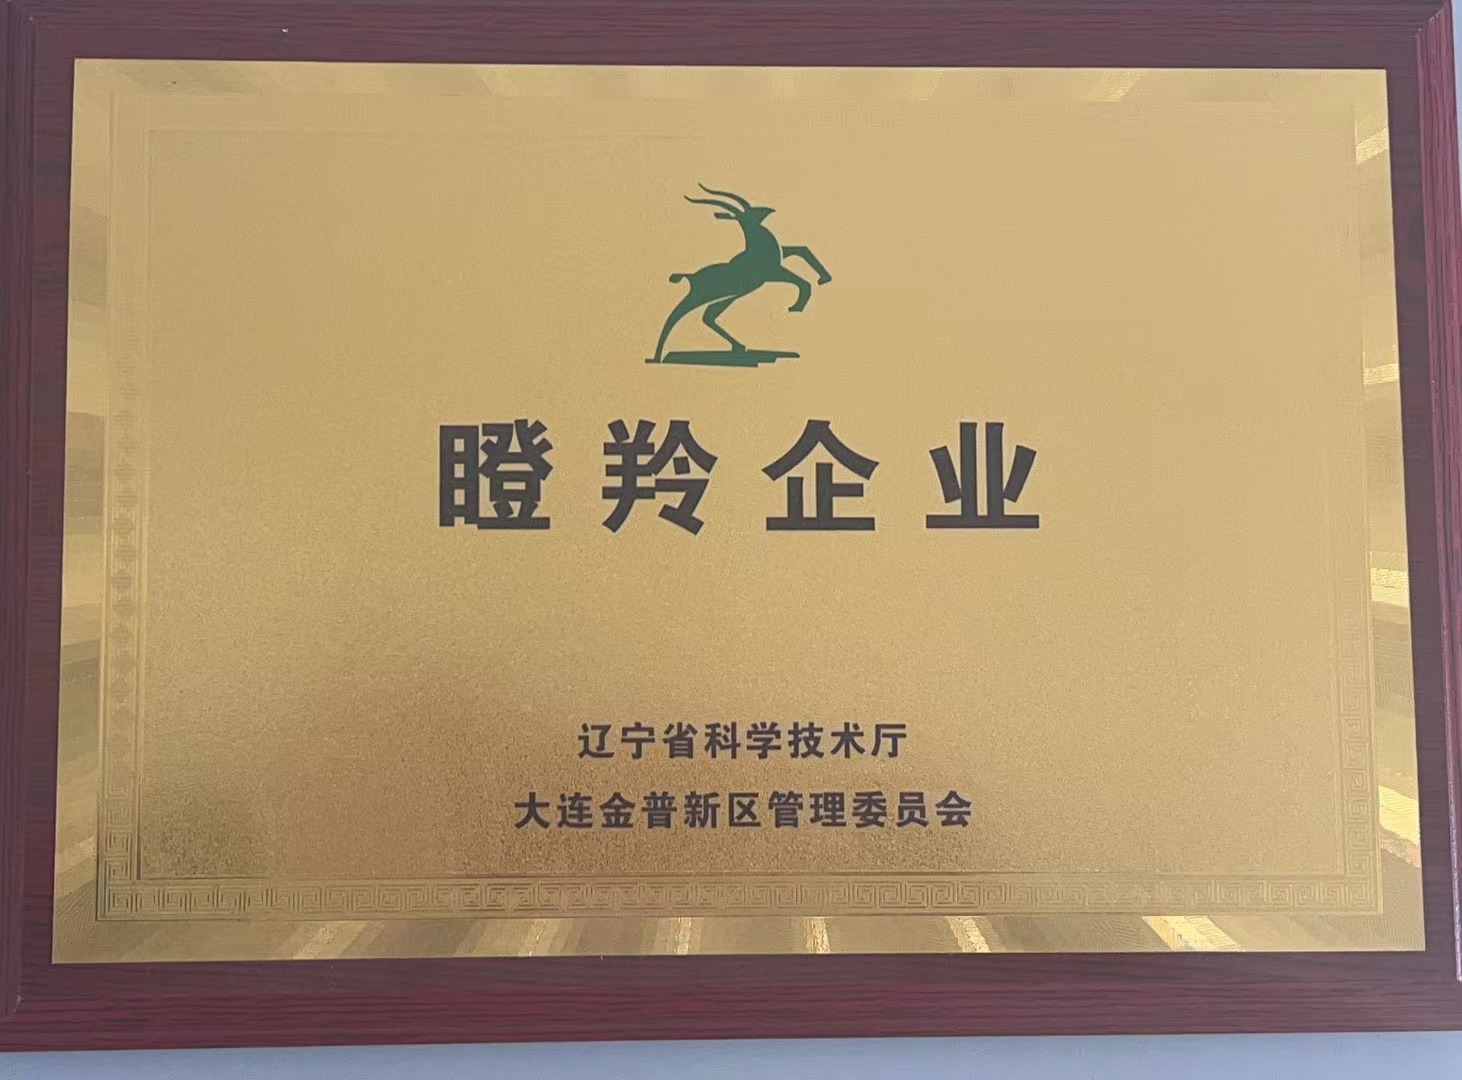 瞪羚企业
辽宁省科学技术厅
大连金普新区管理委员会